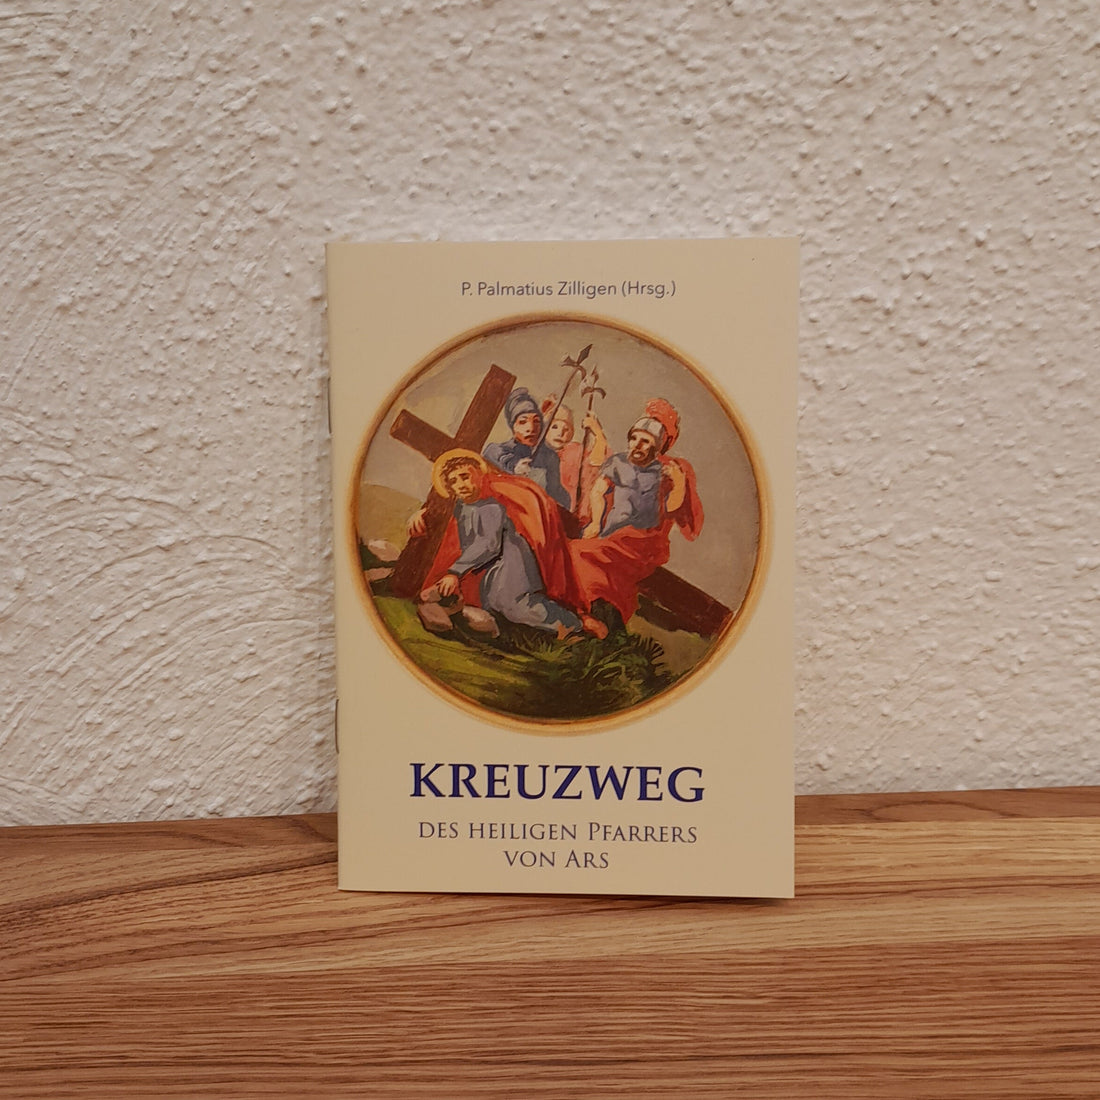 P. Palmatius Zilligen (Hrsg.)
KREUZWEG
DES HEILIGEN PFARRERS
VON ARS